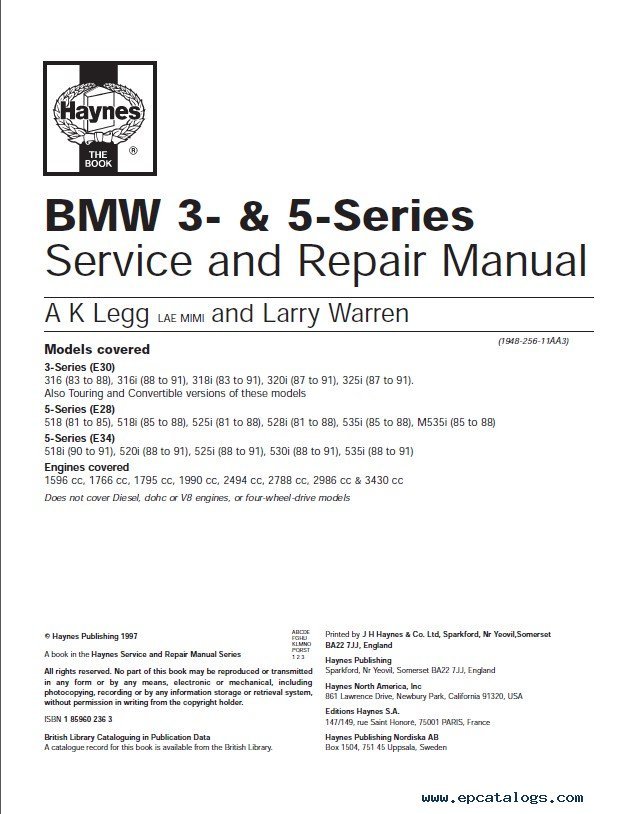 Haynes
THE
BOOK
®
BMW 3- & 5-Series
Service and Repair Manual
A K Legg LAE MIMI and Larry Warren
(1948-256-11AA3)
Models covered
3-Series (E30)
316 (83 to 88), 316i (88 to 91), 318i (83 to 91), 320i (87 to 91), 325i (87 to 91).
Also Touring and Convertible versions of these models
5-Series (E28)
518 (81 to 85), 518i (85 to 88), 525i (81 to 88), 528i (81 to 88), 535i (85 to 88), M535i (85 to 88)
5-Series (E34)
518i (90 to 91), 520i (88 to 91), 525i (88 to 91), 530i (88 to 91), 535i (88 to 91)
Engines covered
1596 cc, 1766 cc, 1795 cc, 1990 cc, 2494 cc, 2788 cc, 2986 cc & 3430 cc
Does not cover Diesel, dohc or V8 engines, or four-wheel-drive models
© Haynes Publishing 1997
A book in the Haynes Service and Repair Manual Series
All rights reserved. No part of this book may be reproduced or transmitted
in any form or by any means, electronic or mechanical, including
photocopying, recording or by any information storage or retrieval system,
without permission in writing from the copyright holder.
ISBN 1 85960 236 3
British Library Cataloguing in Publication Data
A catalogue record for this book is available from the British Library.
ABCDE
FGHIJ
KLMNO
PQRST
1 2 3
Printed by J H Haynes & Co. Ltd, Sparkford, Nr Yeovil,Somerset
BA22 7JJ, England
Haynes Publishing
Sparkford, Nr Yeovil, Somerset BA22 7JJ, England
Haynes North America, Inc
861 Lawrence Drive, Newbury Park, California 91320, USA
Editions Haynes S.A.
147/149, rue Saint Honoré, 75001 PARIS, France
Haynes Publishing Nordiska AB
Box 1504, 751 45 Uppsala, Sweden
www.epcatalogs.com